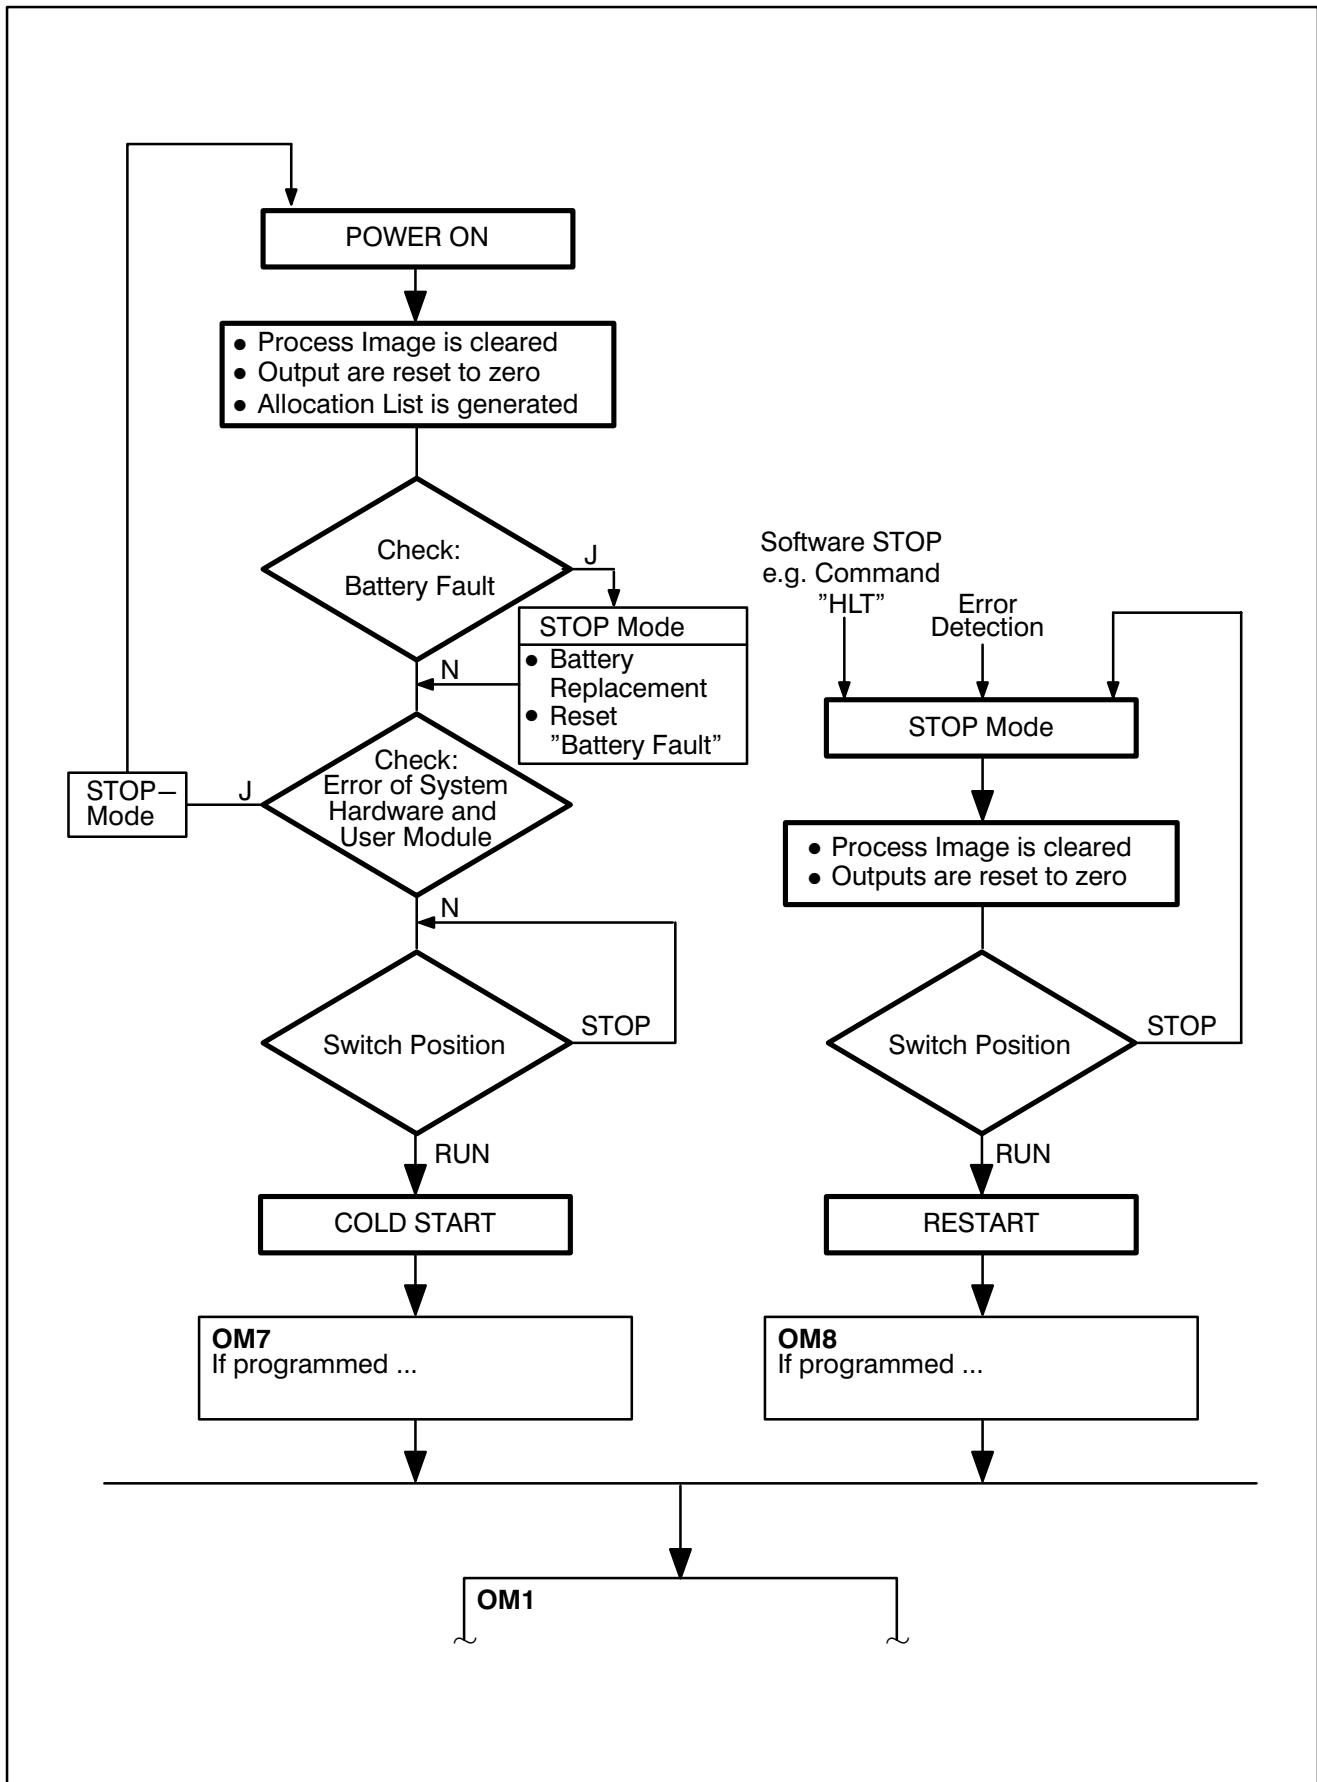 POWER ON
● Process Image is cleared
● Output are reset to zero
● Allocation List is generated
Check:
Battery Fault
J
N
STOP Mode
● Battery
Replacement
● Reset
”Battery Fault”
Check:
Error of System
Hardware and
User Module
J
STOP—
Mode
N
Switch Position
STOP
RUN
COLD START
OM7
If programmed ...
Software STOP
e.g. Command
”HLT”
Error
Detection
STOP Mode
● Process Image is cleared
● Outputs are reset to zero
Switch Position
STOP
RUN
RESTART
OM8
If programmed ...
OM1